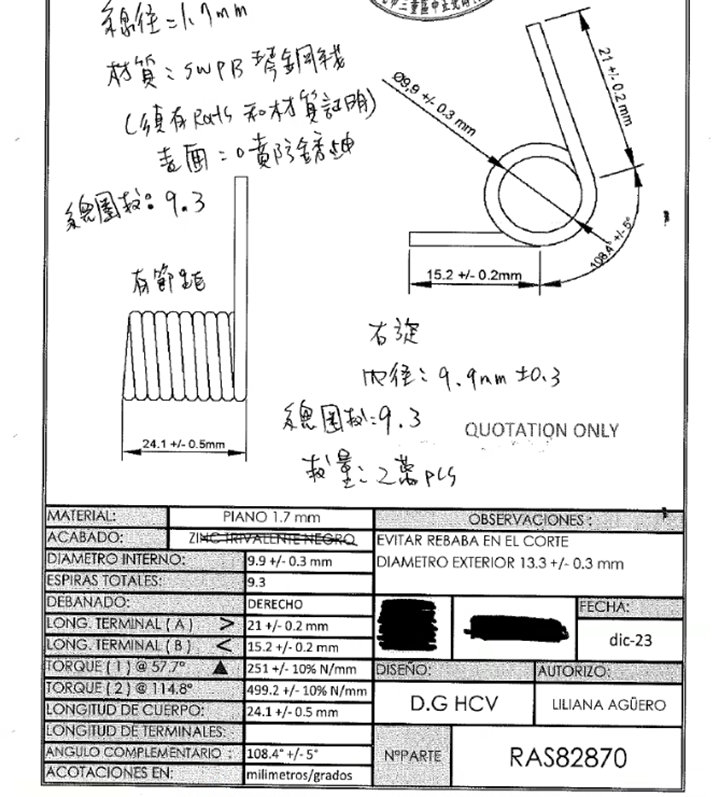 線徑=1.7mm
材質:SWPB 琴鋼線
(須有RoHS和材質証明)
表面=噴防銹油
總圈數:9.3
有節距
24.1 +/- 0.5mm
Ø9,9 +/- 0.3 mm
21 +/- 0.2 mm
108.4° +/- 5°
15.2 +/- 0.2mm
右旋
內徑:9.9mm ±0.3
總圈數:9.3
QUOTATION ONLY
數量:2萬pcs
MATERIAL: PIANO 1.7 mm
ACABADO: ZINC TRIVALENTE NEGRO
DIAMETRO INTERNO: 9.9 +/- 0.3 mm
ESPIRAS TOTALES: 9.3
DEBANADO: DERECHO
LONG. TERMINAL ( A ) > 21 +/- 0.2 mm
LONG. TERMINAL ( B ) < 15.2 +/- 0.2 mm
TORQUE ( 1 ) @ 57.7° ▲ 251 +/- 10% N/mm
TORQUE ( 2 ) @ 114.8° 499.2 +/- 10% N/mm
LONGITUD DE CUERPO: 24.1 +/- 0.5 mm
LONGITUD DE TERMINALES:
ANGULO COMPLEMENTARIO : 108.4° +/- 5°
ACOTACIONES EN: milimetros/grados
OBSERVACIONES :
EVITAR REBABA EN EL CORTE
DIAMETRO EXTERIOR 13.3 +/- 0.3 mm
FECHA:
dic-23
DISEÑO: AUTORIZO:
D.G HCV LILIANA AGÜERO
NºPARTE RAS82870